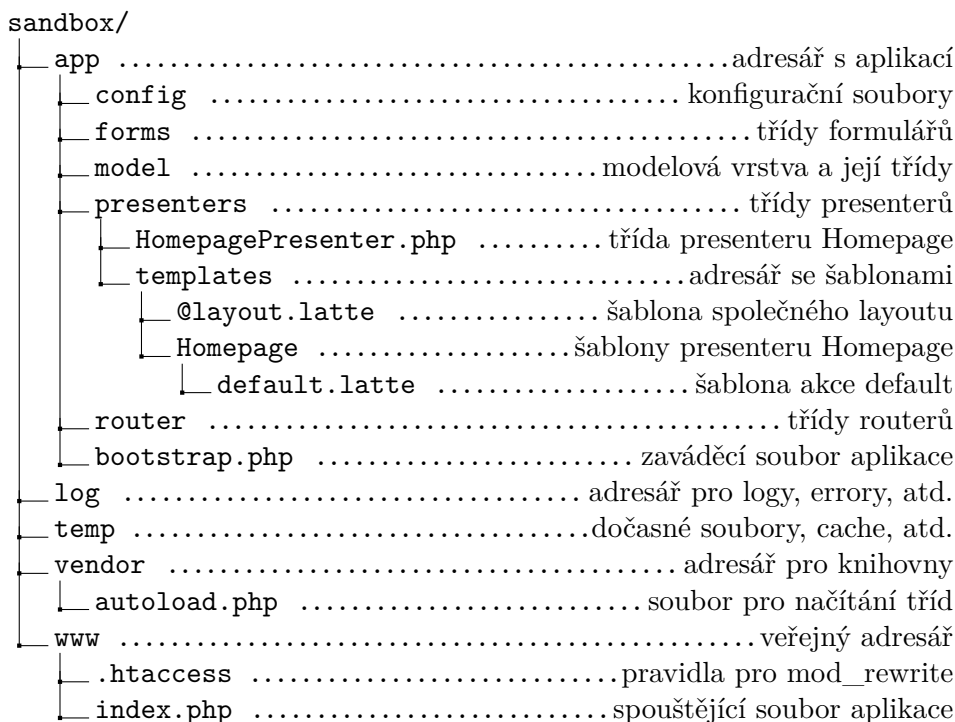 sandbox/
app ................................................ adresář s aplikací
config .................................... konfigurační soubory
forms ........................................... třídy formulářů
model ............................... modelová vrstva a její třídy
presenters .................................... třídy presenterů
HomepagePresenter.php .......... třída presenteru Homepage
templates .............................. adresář se šablonami
@layout.latte ................ šablona společného layoutu
Homepage .................... šablony presenteru Homepage
default.latte .................... šablona akce default
router ............................................ třídy routerů
bootstrap.php ......................... zaváděcí soubor aplikace
log ................................... adresář pro logy, errory, atd.
temp .................................... dočasné soubory, cache, atd.
vendor ....................................... adresář pro knihovny
autoload.php .......................... soubor pro načítání tříd
www .................................................. veřejný adresář
.htaccess ............................ pravidla pro mod_rewrite
index.php ........................... spouštějící soubor aplikace